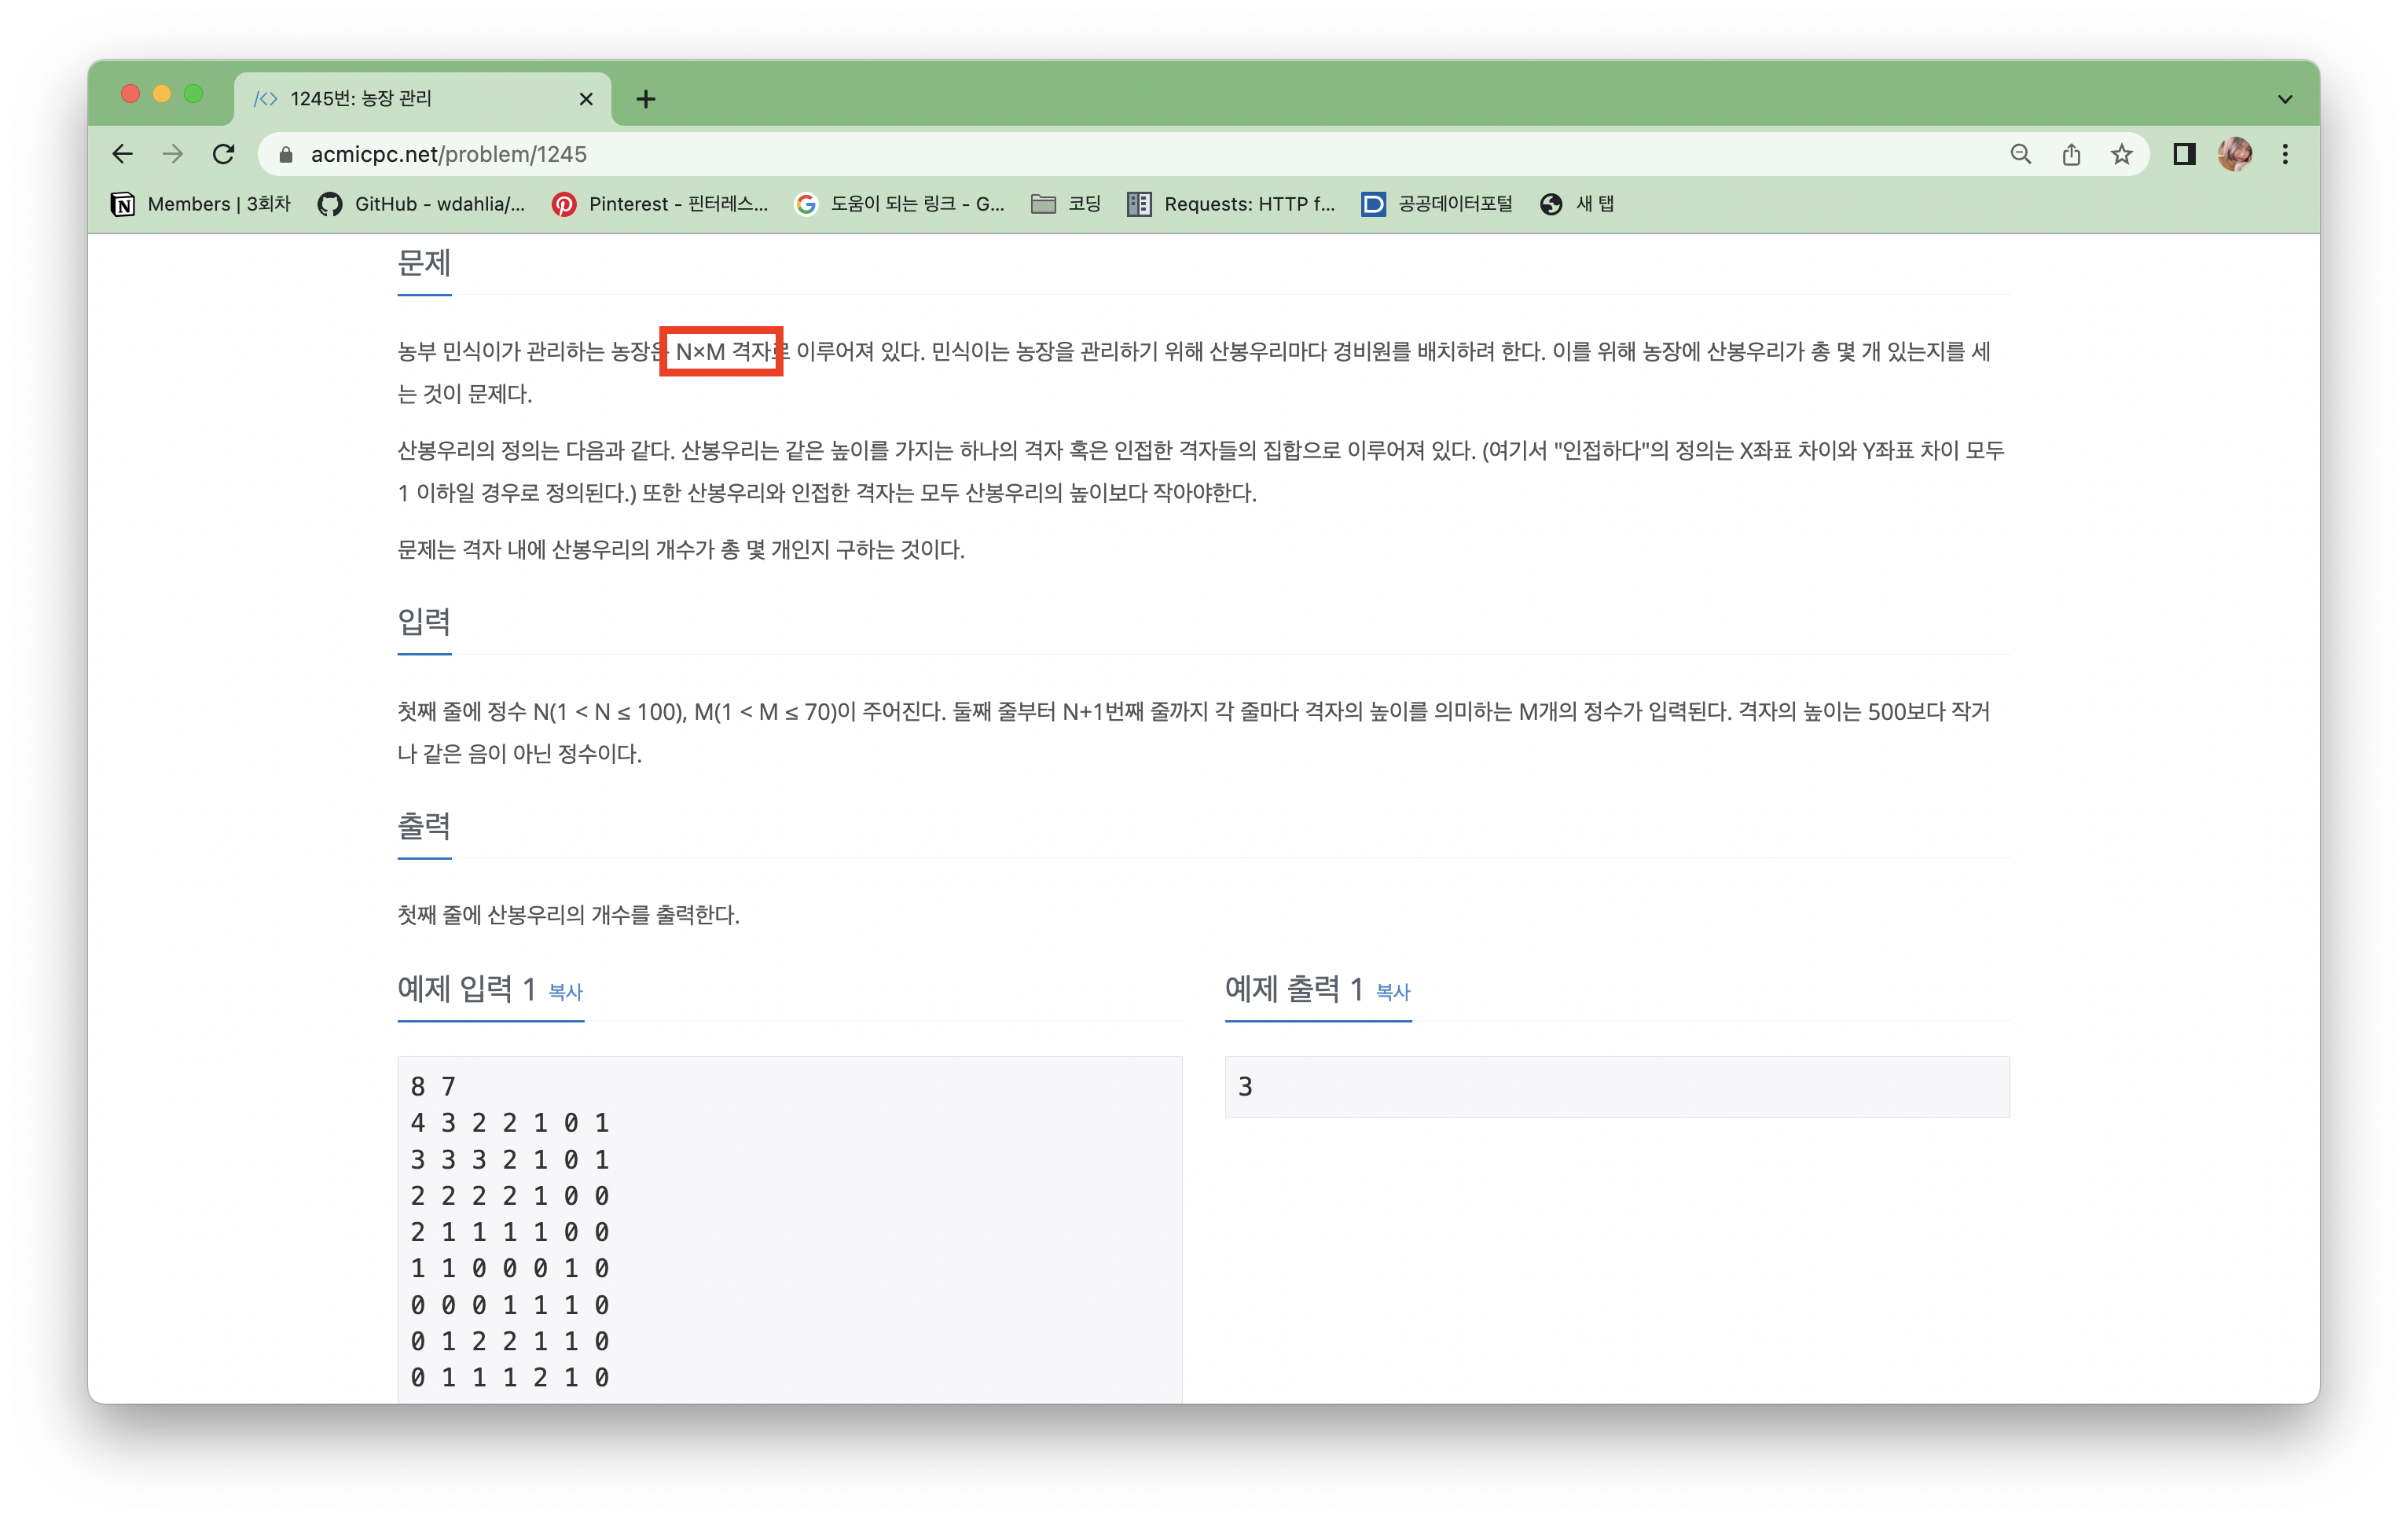 1245번: 농장 관리
acmicpc.net/problem/1245
Members | 3회차 GitHub - wdahlia/... Pinterest - 핀터레스... 도움이 되는 링크 - G... 코딩 Requests: HTTP f... 공공데이터포털 새 탭
문제
농부 민식이가 관리하는 농장은 N×M 격자로 이루어져 있다. 민식이는 농장을 관리하기 위해 산봉우리마다 경비원를 배치하려 한다. 이를 위해 농장에 산봉우리가 총 몇 개 있는지를 세
는 것이 문제다.
산봉우리의 정의는 다음과 같다. 산봉우리는 같은 높이를 가지는 하나의 격자 혹은 인접한 격자들의 집합으로 이루어져 있다. (여기서 "인접하다"의 정의는 X좌표 차이와 Y좌표 차이 모두
1 이하일 경우로 정의된다.) 또한 산봉우리와 인접한 격자는 모두 산봉우리의 높이보다 작아야한다.
문제는 격자 내에 산봉우리의 개수가 총 몇 개인지 구하는 것이다.
입력
첫째 줄에 정수 N(1 < N ≤ 100), M(1 < M ≤ 70)이 주어진다. 둘째 줄부터 N+1번째 줄까지 각 줄마다 격자의 높이를 의미하는 M개의 정수가 입력된다. 격자의 높이는 500보다 작거
나 같은 음이 아닌 정수이다.
출력
첫째 줄에 산봉우리의 개수를 출력한다.
예제 입력 1 복사
8 7
4 3 2 2 1 0 1
3 3 3 2 1 0 1
2 2 2 2 1 0 0
2 1 1 1 1 0 0
1 1 0 0 0 1 0
0 0 0 1 1 1 0
0 1 2 2 1 1 0
0 1 1 1 2 1 0
예제 출력 1 복사
3